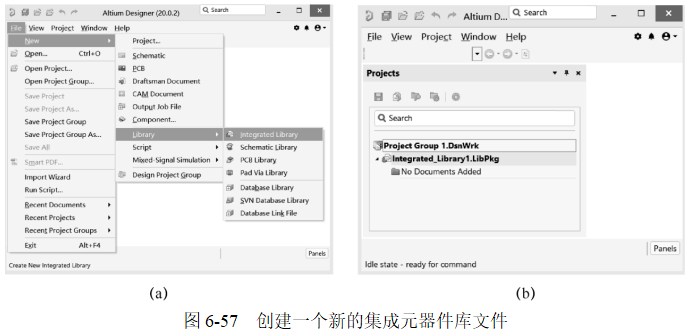 Altium Designer (20.0.2)
Search
File View Project Window Help
New
Open... Ctrl+O
Open Project...
Open Project Group...
Save Project
Save Project As...
Save Project Group
Save Project Group As...
Save All
Smart PDF...
Import Wizard
Run Script...
Recent Documents
Recent Projects
Recent Project Groups
Exit Alt+F4
Project...
Schematic
PCB
Draftsman Document
CAM Document
Output Job File
Component...
Library
Script
Mixed-Signal Simulation
Design Project Group
Integrated Library
Schematic Library
PCB Library
Pad Via Library
Database Library
SVN Database Library
Database Link File
Panels
Create New Integrated Library
(a)
Altium D...
Search
File View Project Window Help
Projects
Search
Project Group 1.DsnWrk
Integrated_Library1.LibPkg
No Documents Added
Panels
Idle state - ready for command
(b)
图 6-57 创建一个新的集成元器件库文件